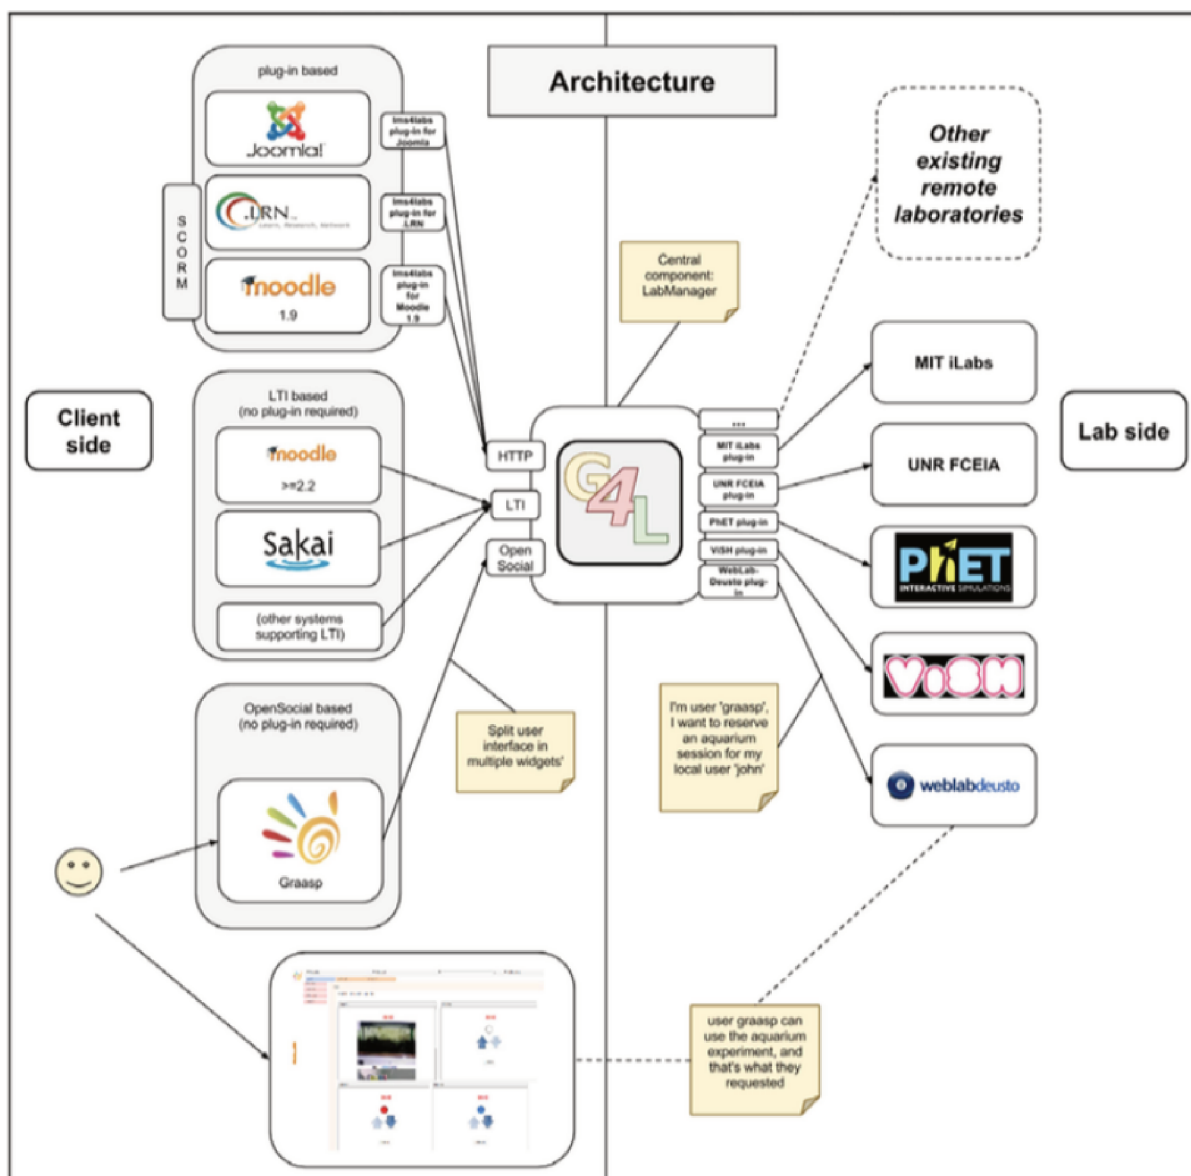 Architecture
plug-in based
Joomla!
lms4labs
plug-in for
Joomla
SCORM
.LRN
Learn, Research, Network
lms4labs
plug-in for
.LRN
moodle
1.9
lms4labs
plug-in
for
Moodle
1.9
Other
existing
remote
laboratories
Central
component:
LabManager
Client
side
LTI based
(no plug-in required)
moodle
>=2.2
Sakai
(other systems
supporting LTI)
HTTP
LTI
Open
Social
G4L
...
MIT iLabs
plug-in
UNR FCEIA
plug-in
PhET plug-in
ViSH plug-in
WebLab-
Deusto plug-
in
MIT iLabs
UNR FCEIA
PhET
INTERACTIVE SIMULATIONS
ViSH
weblabdeusto
Lab side
OpenSocial based
(no plug-in required)
Graasp
Split user
interface in
multiple widgets'
I'm user 'graasp',
I want to reserve
an aquarium
session for my
local user 'john'
user graasp can
use the aquarium
experiment, and
that's what they
requested